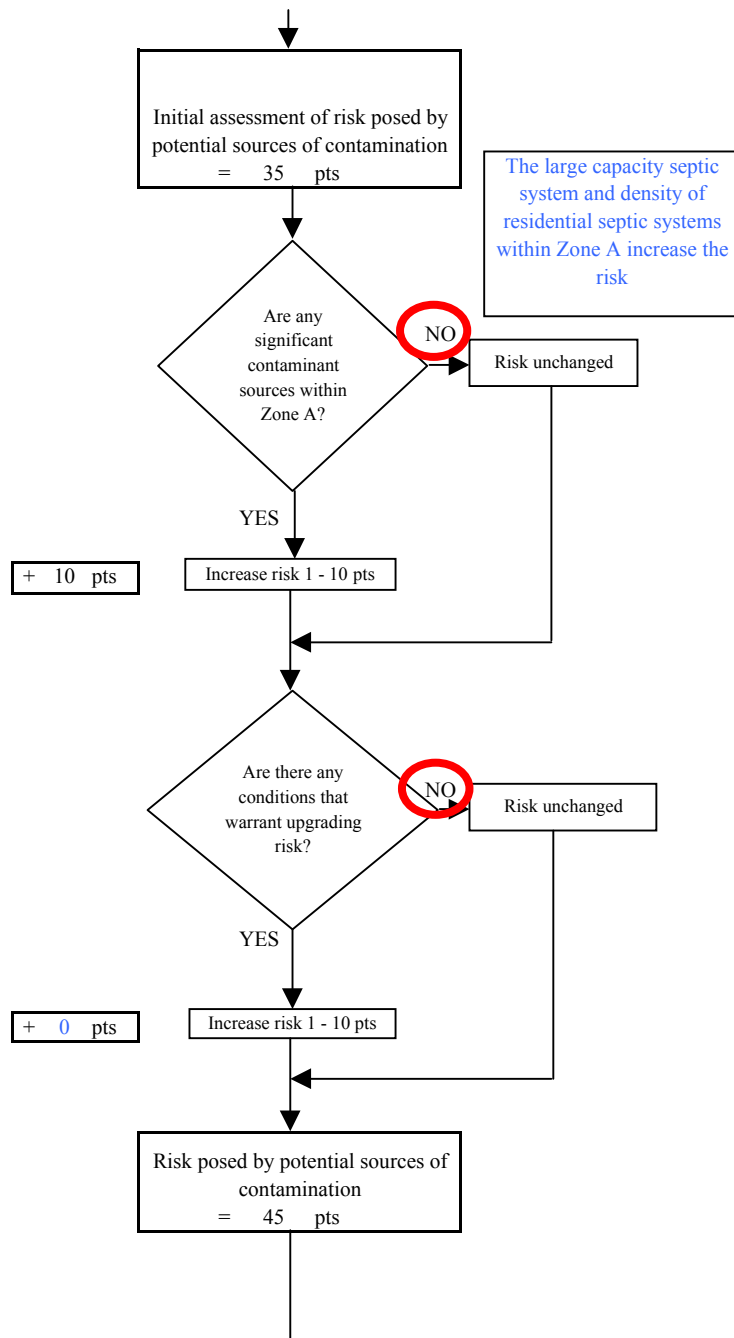 Initial assessment of risk posed by
potential sources of contamination
= 35 pts
The large capacity septic
system and density of
residential septic systems
within Zone A increase the
risk
Are any
significant
contaminant
sources within
Zone A?
NO
Risk unchanged
YES
+ 10 pts
Increase risk 1 - 10 pts
Are there any
conditions that
warrant upgrading
risk?
NO
Risk unchanged
YES
+ 0 pts
Increase risk 1 - 10 pts
Risk posed by potential sources of
contamination
= 45 pts